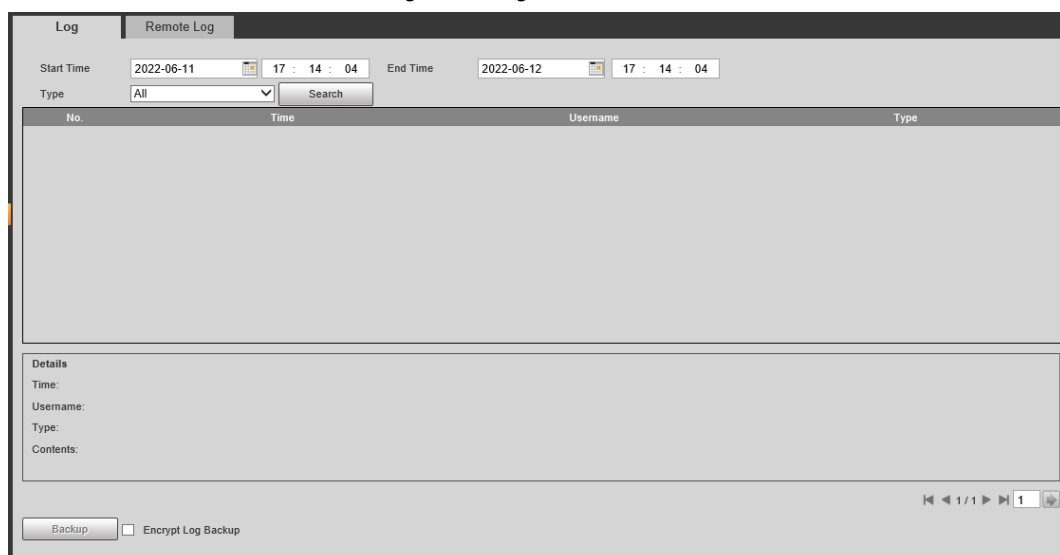 Log Remote Log
Start Time 2022-06-11 17 : 14 : 04 End Time 2022-06-12 17 : 14 : 04
Type All Search
No. Time Username Type
Details
Time:
Username:
Type:
Contents:
1 / 1 1
Backup Encrypt Log Backup